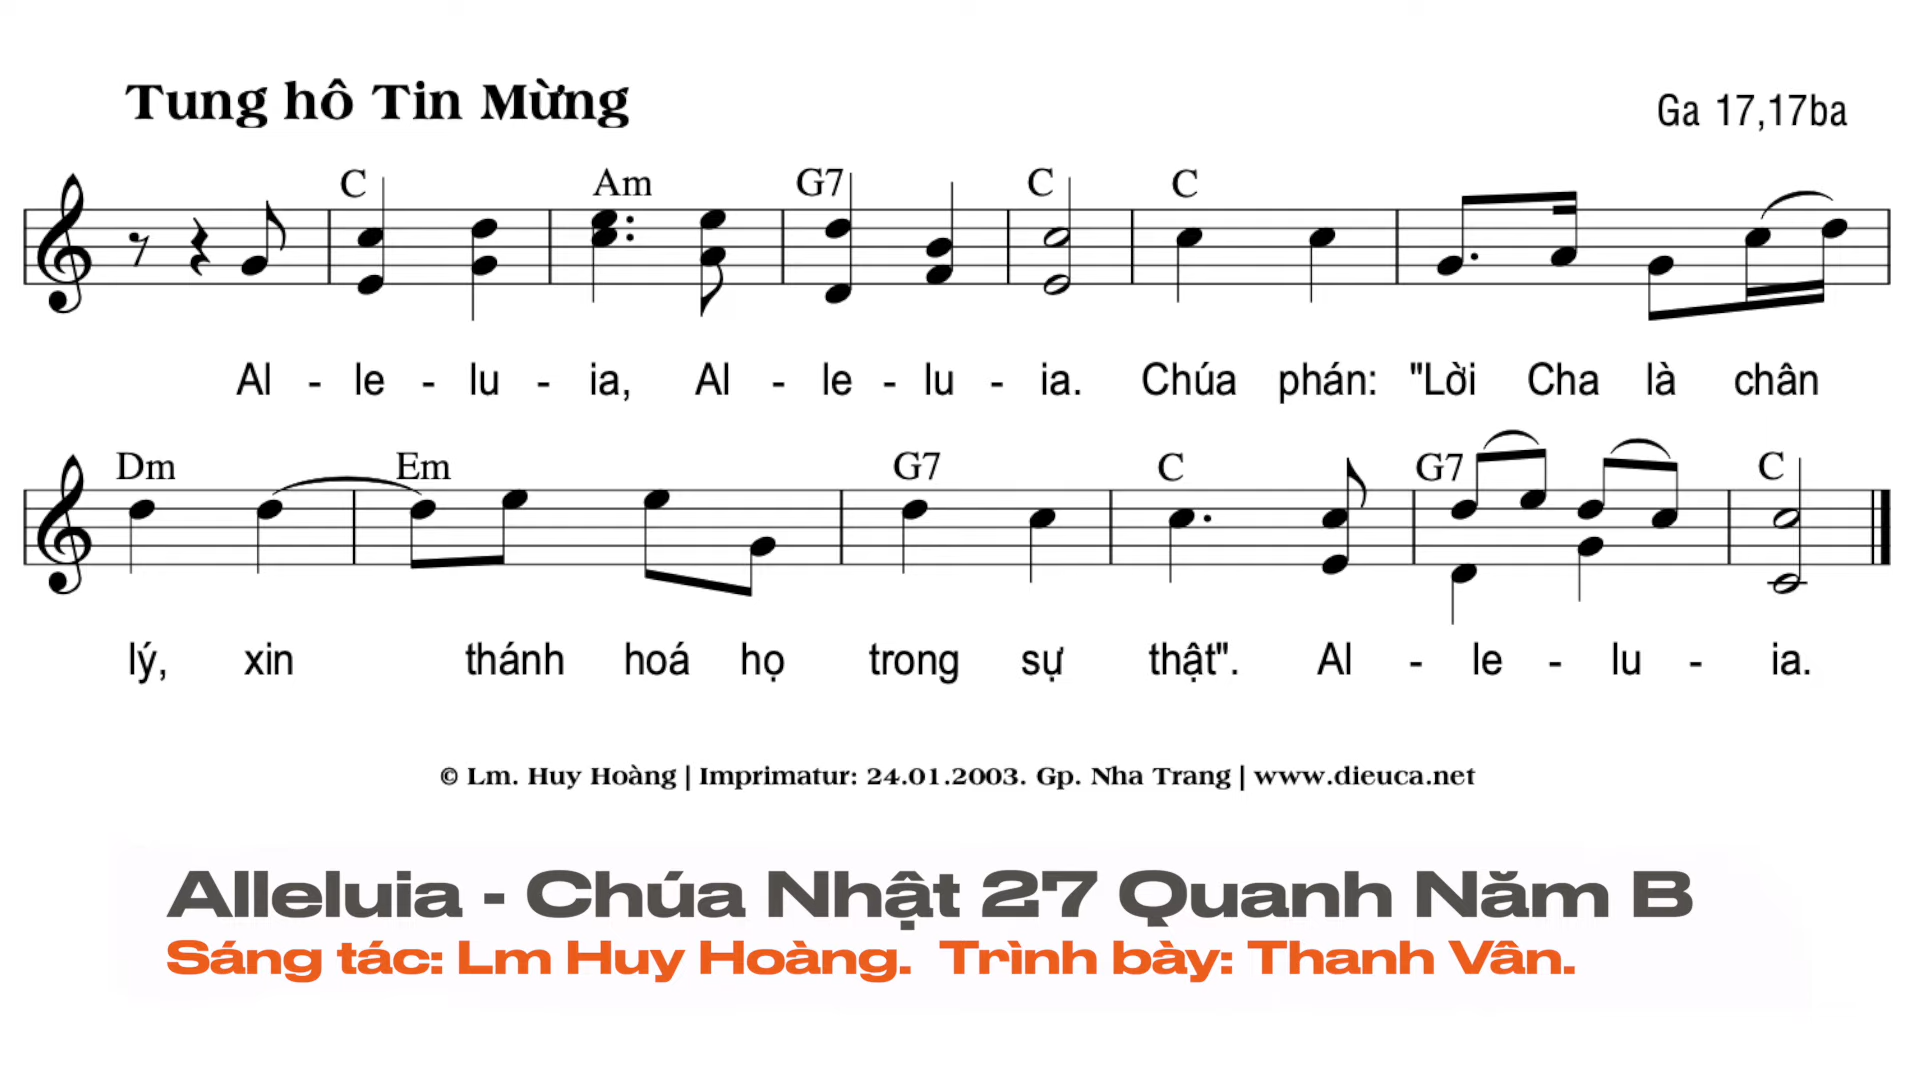 Tung hô Tin Mừng
Ga 17,17ba
C Am G7 C C
Al - le - lu - ia, Al - le - lu - ia. Chúa phán: "Lời Cha là chân
Dm Em G7 C G7 C
lý, xin thánh hoá họ trong sự thật". Al - le - lu - ia.
© Lm. Huy Hoàng | Imprimatur: 24.01.2003. Gp. Nha Trang | www.dieuca.net
Alleluia - Chúa Nhật 27 Quanh Năm B
Sáng tác: Lm Huy Hoàng. Trình bày: Thanh Vân.